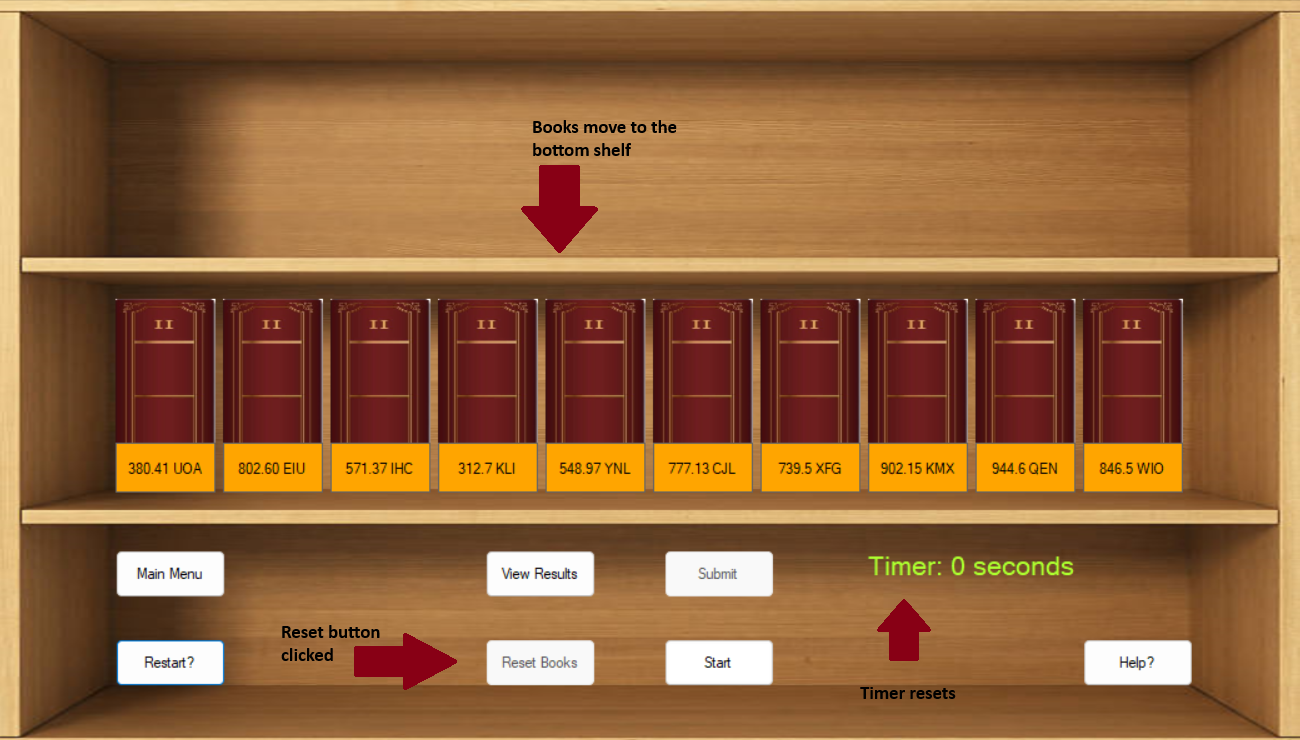 Books move to the
bottom shelf
II II II II II II II II II II
380.41 UOA 802.60 EIU 571.37 IHC 312.7 KLI 548.97 YNL 777.13 CJL 739.5 XFG 902.15 KMX 944.6 QEN 846.5 WIO
Main Menu View Results Submit Timer: 0 seconds
Reset button
clicked
Restart? Reset Books Start Help?
Timer resets